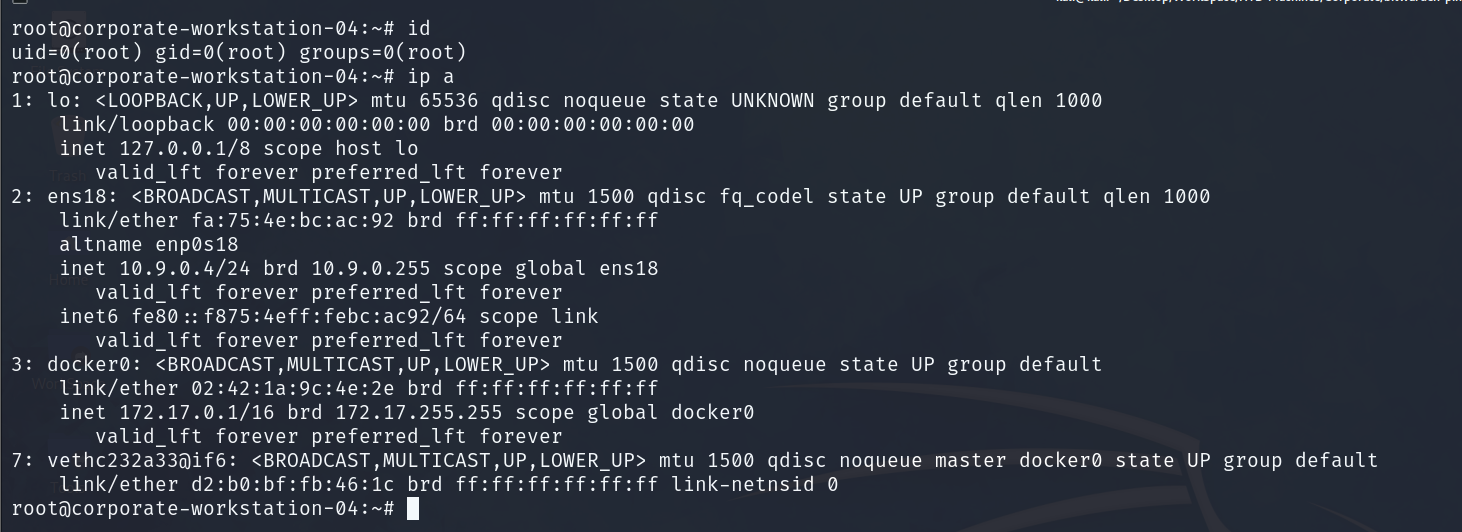 root@corporate-workstation-04:~# id
uid=0(root) gid=0(root) groups=0(root)
root@corporate-workstation-04:~# ip a
1: lo: <LOOPBACK,UP,LOWER_UP> mtu 65536 qdisc noqueue state UNKNOWN group default qlen 1000
    link/loopback 00:00:00:00:00:00 brd 00:00:00:00:00:00
    inet 127.0.0.1/8 scope host lo
       valid_lft forever preferred_lft forever
2: ens18: <BROADCAST,MULTICAST,UP,LOWER_UP> mtu 1500 qdisc fq_codel state UP group default qlen 1000
    link/ether fa:75:4e:bc:ac:92 brd ff:ff:ff:ff:ff:ff
    altname enp0s18
    inet 10.9.0.4/24 brd 10.9.0.255 scope global ens18
       valid_lft forever preferred_lft forever
    inet6 fe80::f875:4eff:febc:ac92/64 scope link
       valid_lft forever preferred_lft forever
3: docker0: <BROADCAST,MULTICAST,UP,LOWER_UP> mtu 1500 qdisc noqueue state UP group default
    link/ether 02:42:1a:9c:4e:2e brd ff:ff:ff:ff:ff:ff
    inet 172.17.0.1/16 brd 172.17.255.255 scope global docker0
       valid_lft forever preferred_lft forever
7: vethc232a33@if6: <BROADCAST,MULTICAST,UP,LOWER_UP> mtu 1500 qdisc noqueue master docker0 state UP group default
    link/ether d2:b0:bf:fb:46:1c brd ff:ff:ff:ff:ff:ff link-netnsid 0
root@corporate-workstation-04:~#